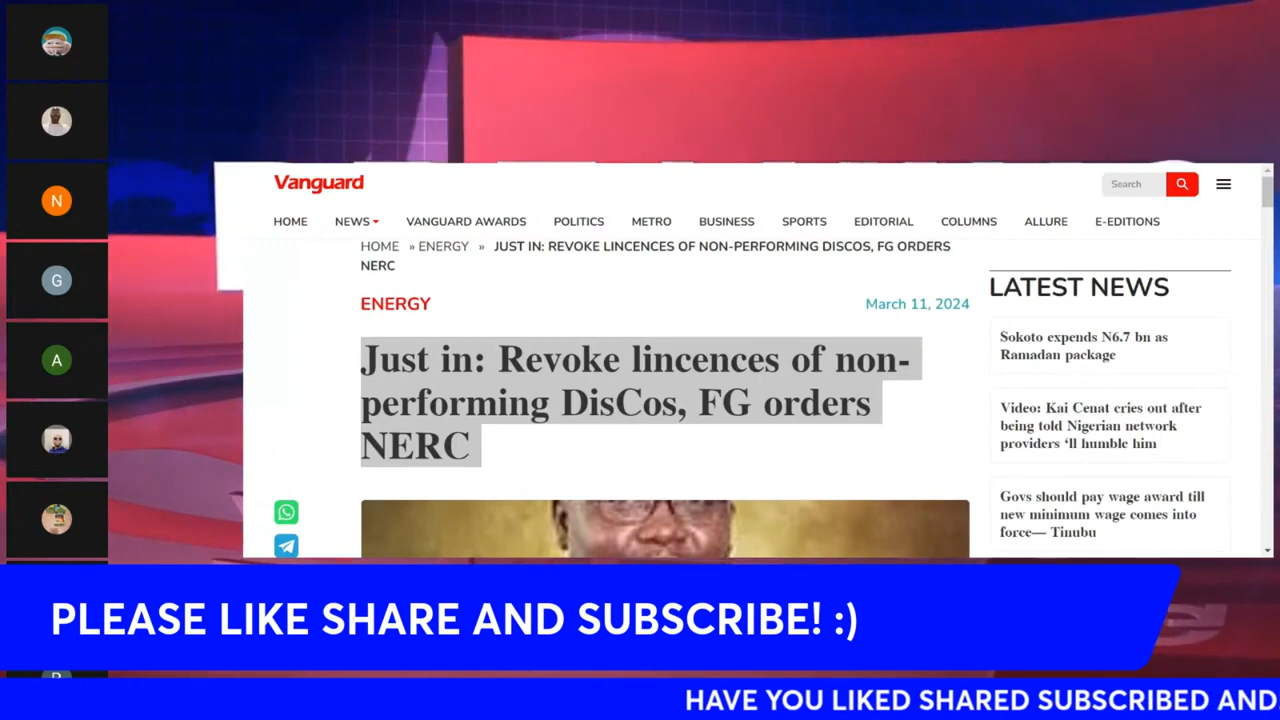 Vanguard
Search
HOME NEWS VANGUARD AWARDS POLITICS METRO BUSINESS SPORTS EDITORIAL COLUMNS ALLURE E-EDITIONS
HOME » ENERGY » JUST IN: REVOKE LINCENCES OF NON-PERFORMING DISCOS, FG ORDERS
NERC
ENERGY
March 11, 2024
Just in: Revoke lincences of non-
performing DisCos, FG orders
NERC
LATEST NEWS
Sokoto expends N6.7 bn as
Ramadan package
Video: Kai Cenat cries out after
being told Nigerian network
providers ‘ll humble him
Govs should pay wage award till
new minimum wage comes into
force— Tinubu
N
G
A
PLEASE LIKE SHARE AND SUBSCRIBE! :)
HAVE YOU LIKED SHARED SUBSCRIBED AND